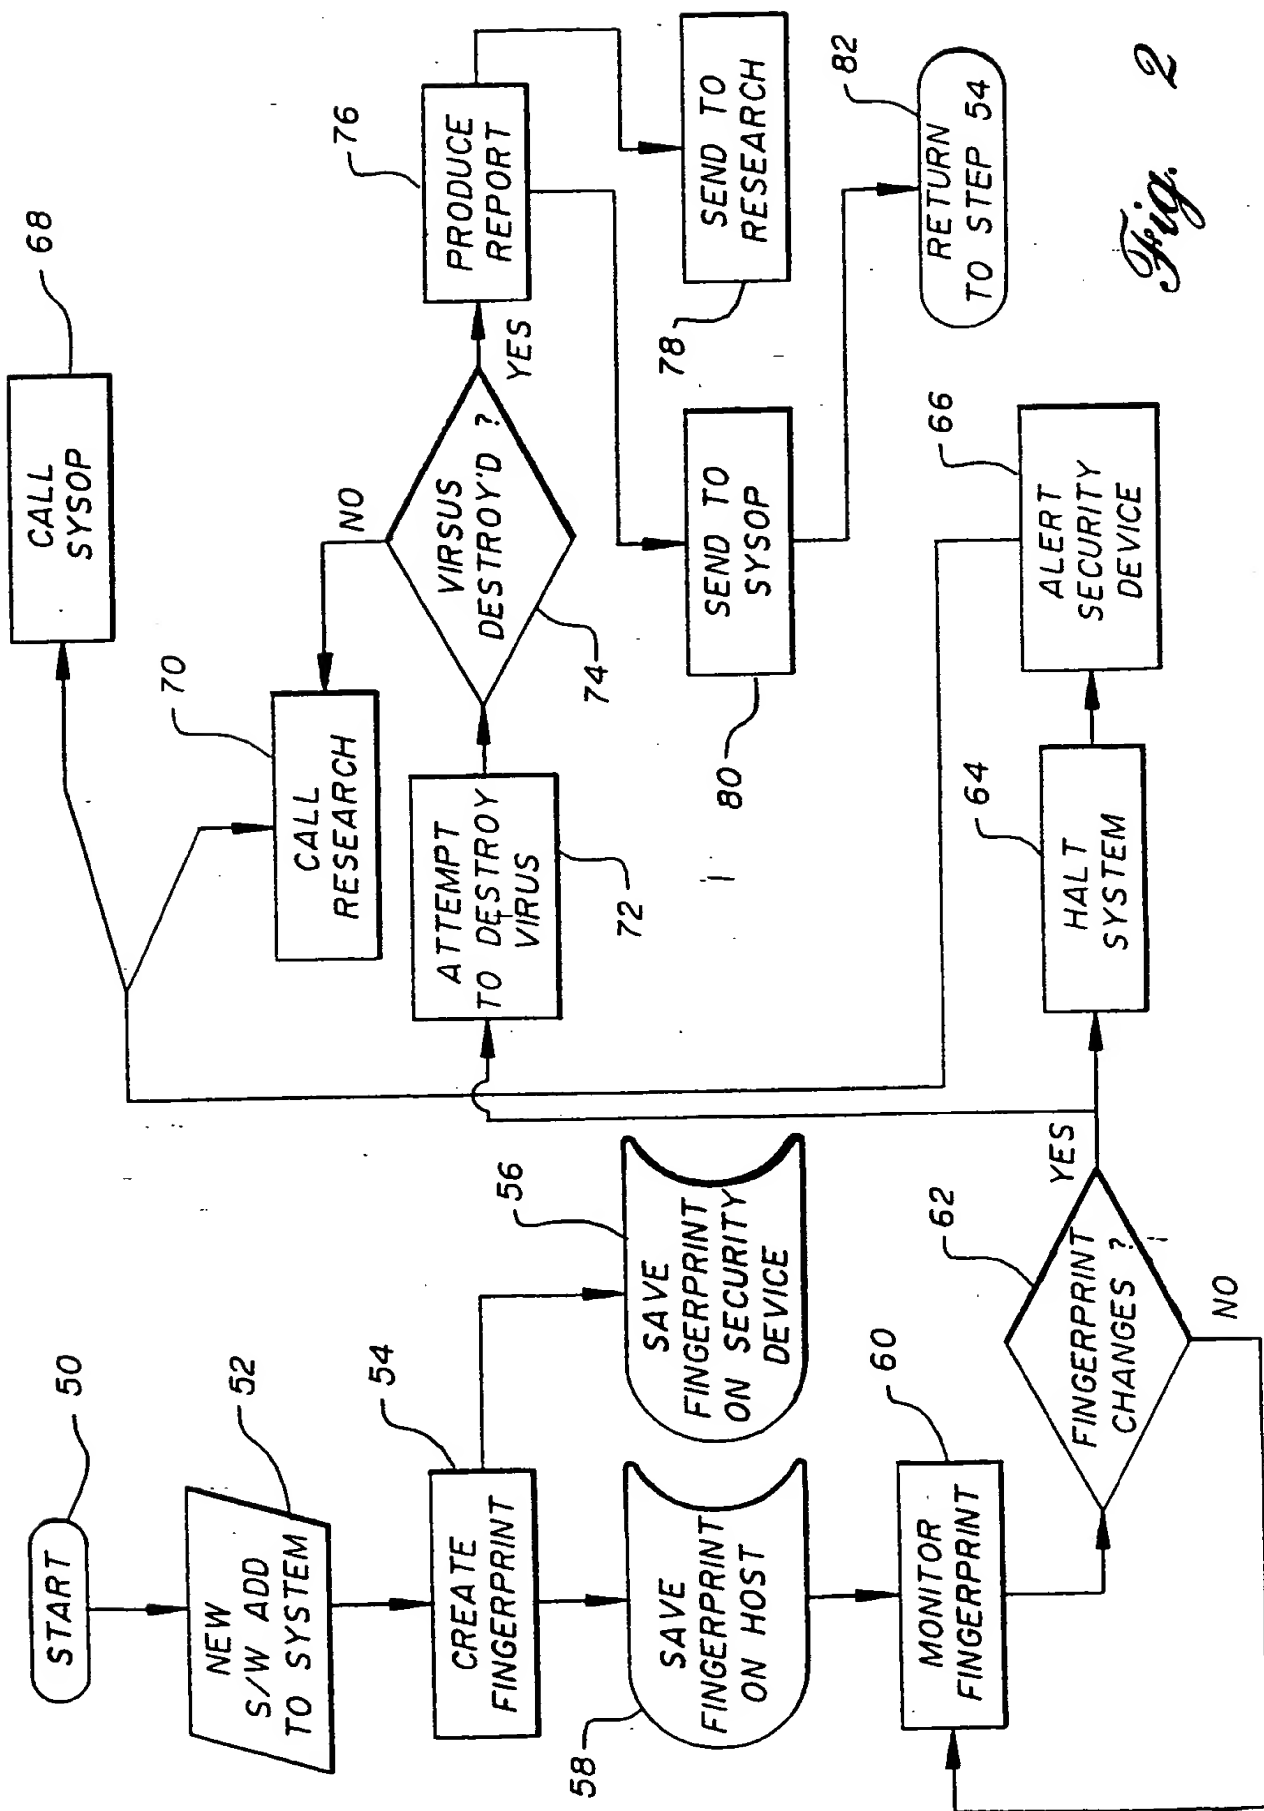 START
50
NEW
S/W ADD
TO SYSTEM
52
CREATE
FINGERPRINT
54
SAVE
FINGERPRINT
ON SECURITY
DEVICE
56
SAVE
FINGERPRINT
ON HOST
58
MONITOR
FINGERPRINT
60
FINGERPRINT
CHANGES ?
62
YES
NO
HALT
SYSTEM
64
ALERT
SECURITY
DEVICE
66
CALL
SYSOP
68
CALL
RESEARCH
70
ATTEMPT
TO DESTROY
VIRUS
72
VIRSUS
DESTROY'D ?
74
NO
YES
PRODUCE
REPORT
76
SEND TO
RESEARCH
78
SEND TO
SYSOP
80
RETURN
TO STEP 54
82
Fig. 2